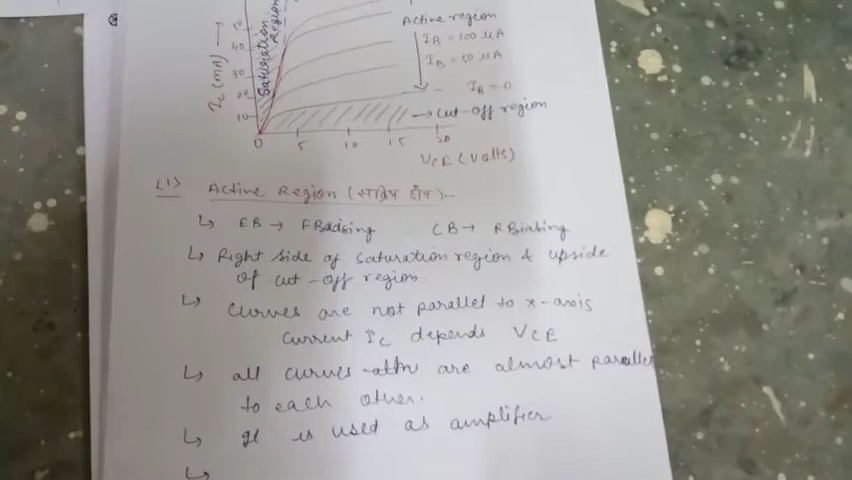 Active region
50
IB = 100 µA
40
IB = 50 µA
30
20
IB = 0
10
→ Cut-off region
0 5 10 15 20
IC (mA) →
Saturation Region
VCE (Volts)
(1) Active Region (सक्रिय क्षेत्र) -
↳ EB → FBaising CB → RBiating
↳ Right side of saturation region & upside
of cut-off region.
↳ Curves are not parallel to x-axis
Current IC depends VCE
↳ all curves are almost parallel
to each other.
↳ It is used as amplifier
↳